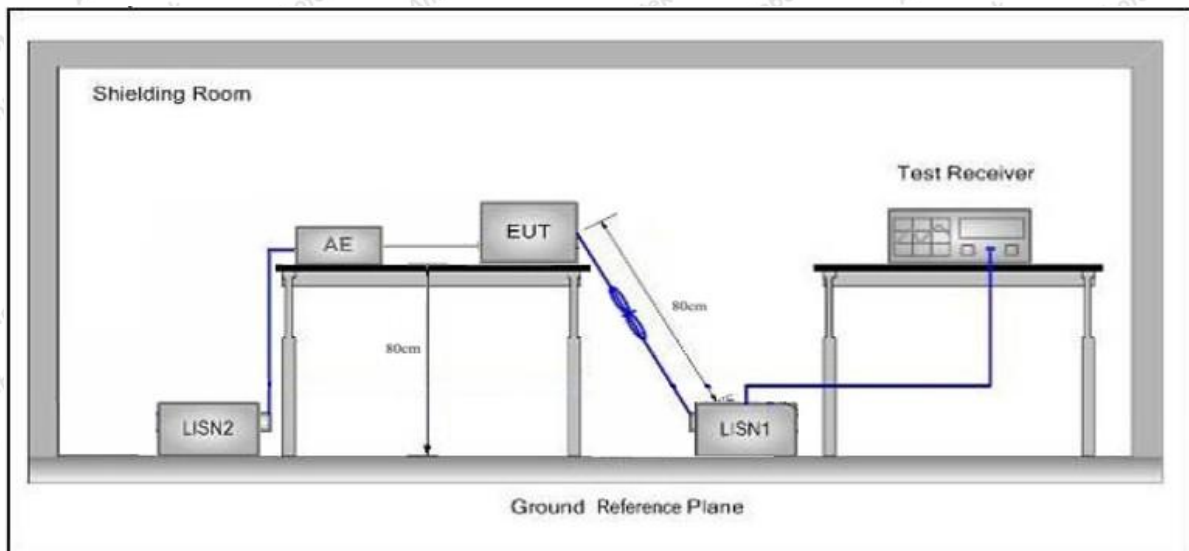 Shielding Room
Test Receiver
AE
EUT
80cm
80cm
LISN2
LISN1
Ground Reference Plane